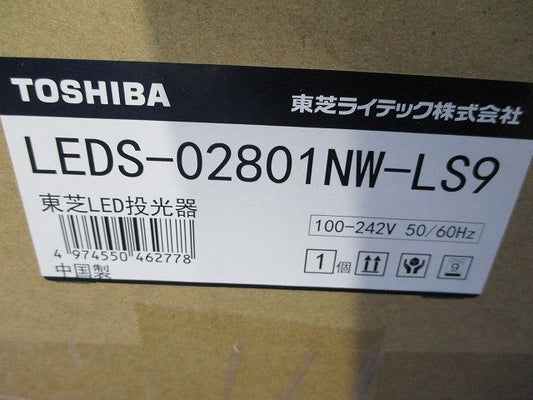 TOSHIBA 東芝ライテック株式会社
LEDS-02801NW-LS9
東芝LED投光器
100-242V 50/60Hz
4 974550 462778
中国製
1個
9